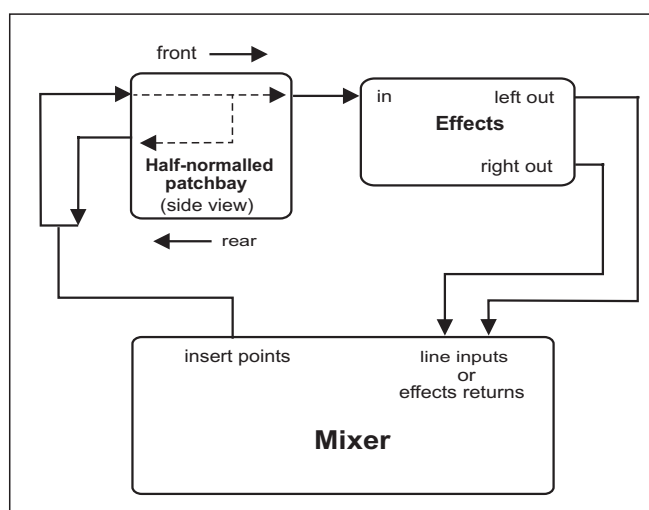 front
in
left out
Effects
right out
Half-normalled
patchbay
(side view)
rear
insert points
line inputs
or
effects returns
Mixer